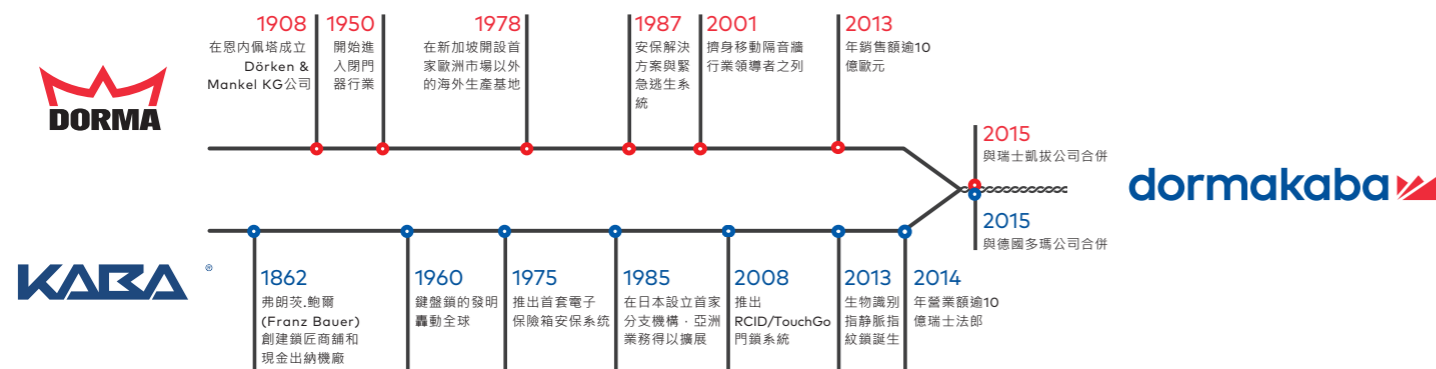 1908
在恩内佩塔成立
Dörken &
Mankel KG公司
1950
開始進
入閉門
器行業
1978
在新加坡開設首
家歐洲市場以外
的海外生產基地
1987
安保解決
方案與緊
急逃生系
統
2001
擠身移動隔音牆
行業領導者之列
2013
年銷售額逾10
億歐元
DORMA
2015
與瑞士凱拔公司合併
dormakaba
2015
與德國多瑪公司合併
KABA
®
1862
弗朗茨.鮑爾
(Franz Bauer)
創建鎖匠商舖和
現金出納機廠
1960
鍵盤鎖的發明
轟動全球
1975
推出首套電子
保險箱安保系统
1985
在日本設立首家
分支機構，亞洲
業務得以擴展
2008
推出
RCID/TouchGo
門鎖系統
2013
生物識別
指静脈指
紋鎖誕生
2014
年營業額逾10
億瑞士法郎